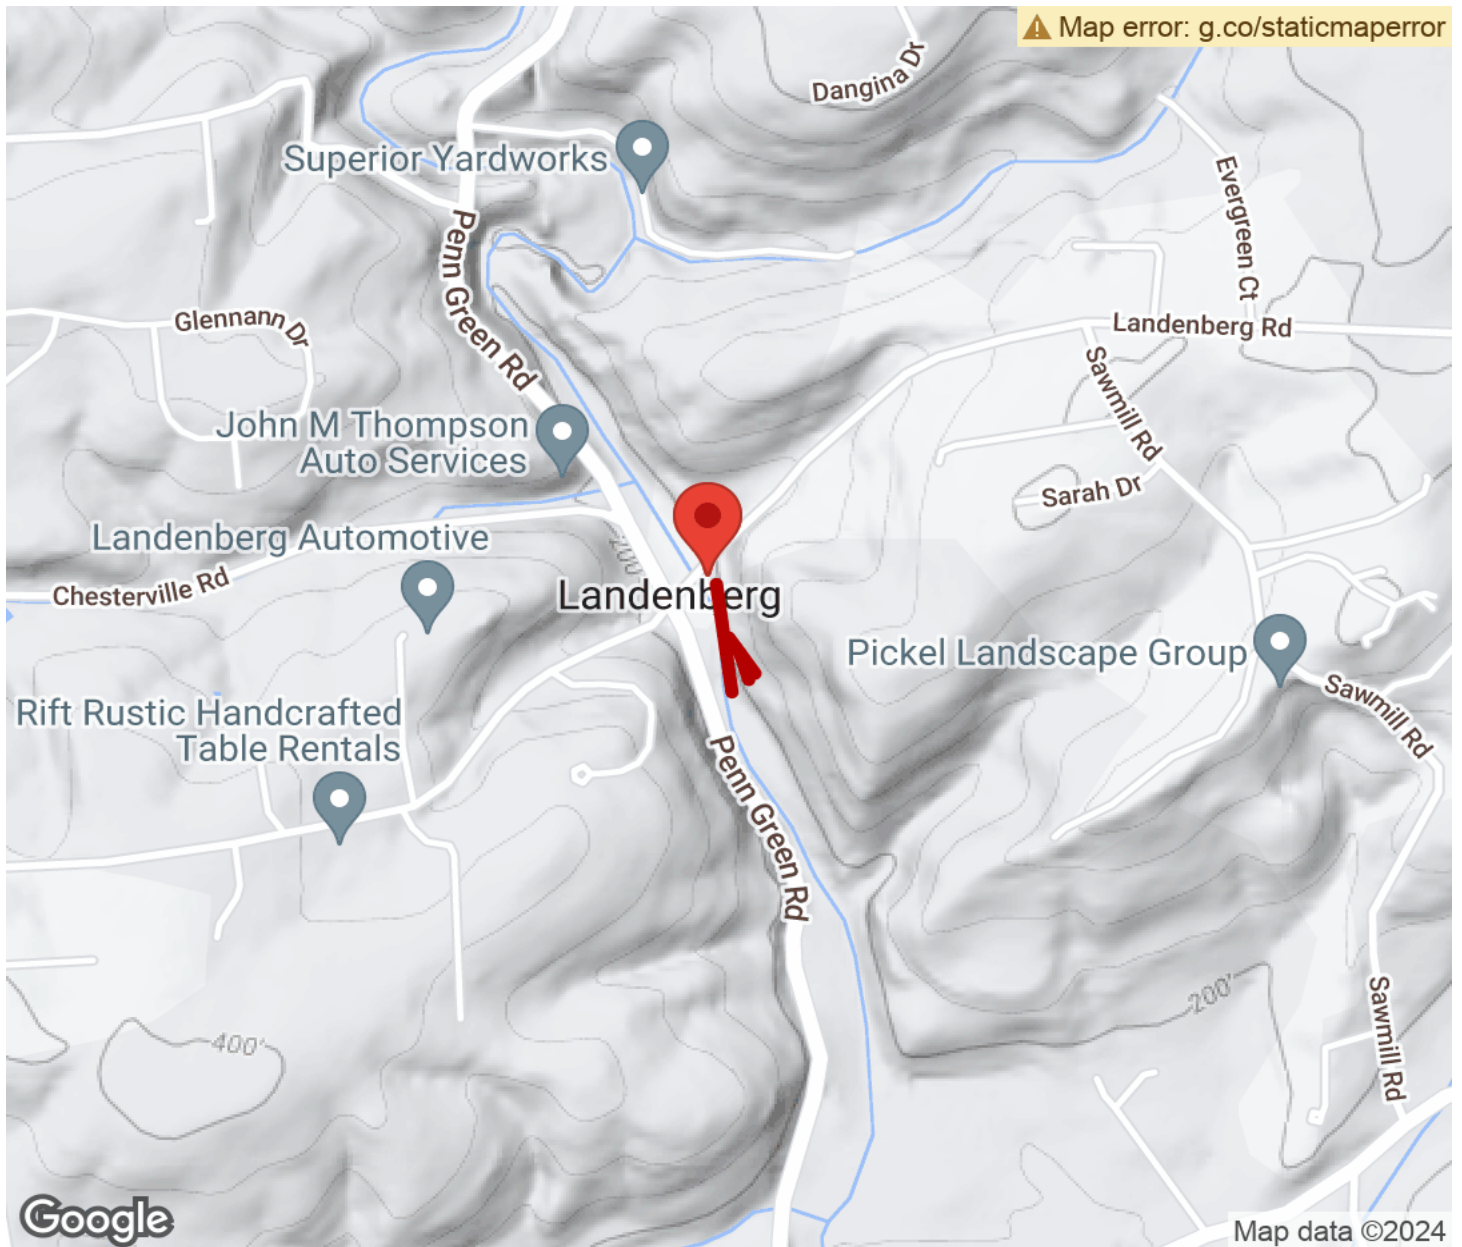 Map error: g.co/staticmaperror
Dangina Dr
Superior Yardworks
Evergreen Ct
Penn Green Rd
Glennann Dr
Landenberg Rd
Sawmill Rd
John M Thompson
Auto Services
Sarah Dr
Landenberg Automotive
200
Chesterville Rd
Landenberg
Pickel Landscape Group
Sawmill Rd
Rift Rustic Handcrafted
Table Rentals
Penn Green Rd
200'
Sawmill Rd
400'
Google
Map data ©2024